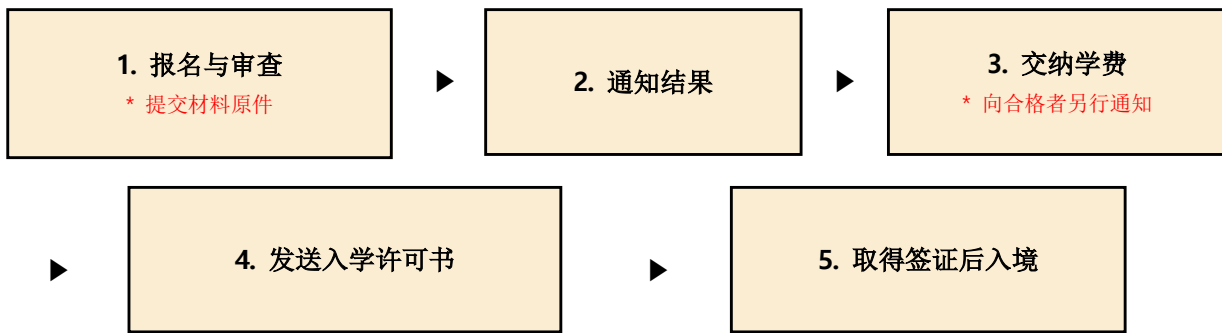 1. 报名与审查
* 提交材料原件
2. 通知结果
3. 交纳学费
* 向合格者另行通知
4. 发送入学许可书
5. 取得签证后入境